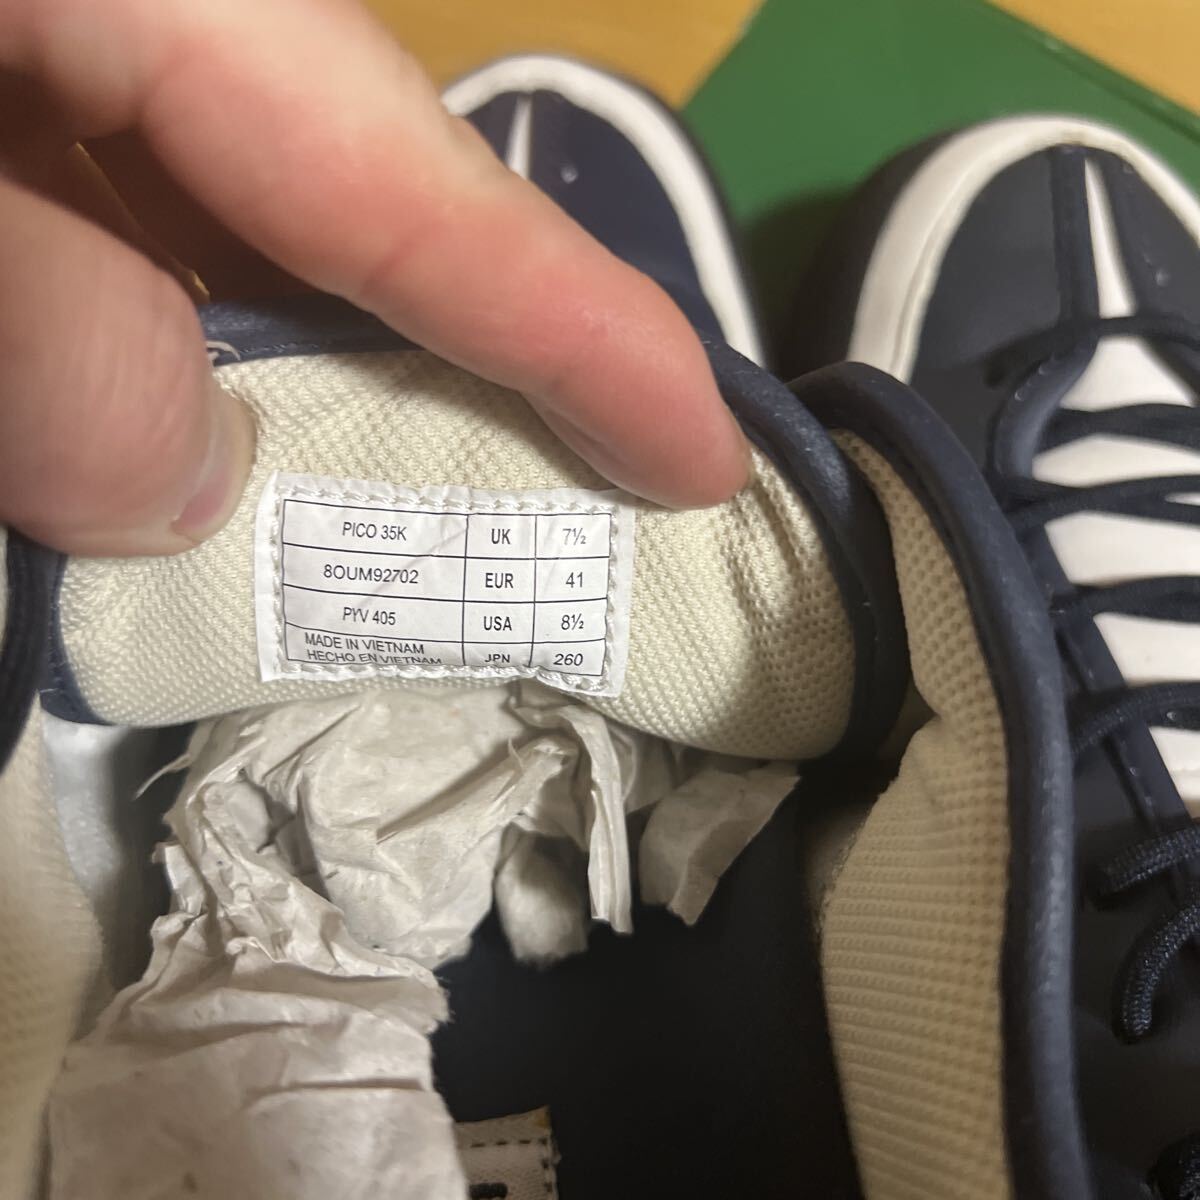 PICO 35K UK 7½
8OUM92702 EUR 41
PYV 405 USA 8½
MADE IN VIETNAM
HECHO EN VIETNAM JPN 260